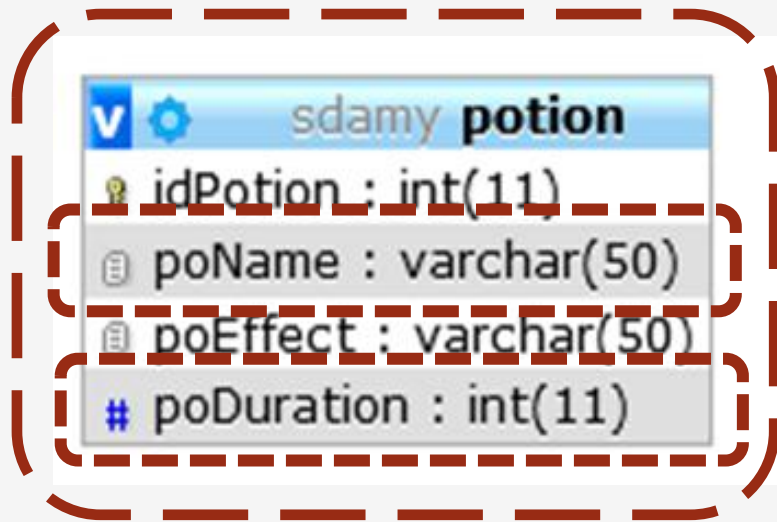 v sdamy potion
idPotion : int(11)
poName : varchar(50)
poEffect : varchar(50)
# poDuration : int(11)